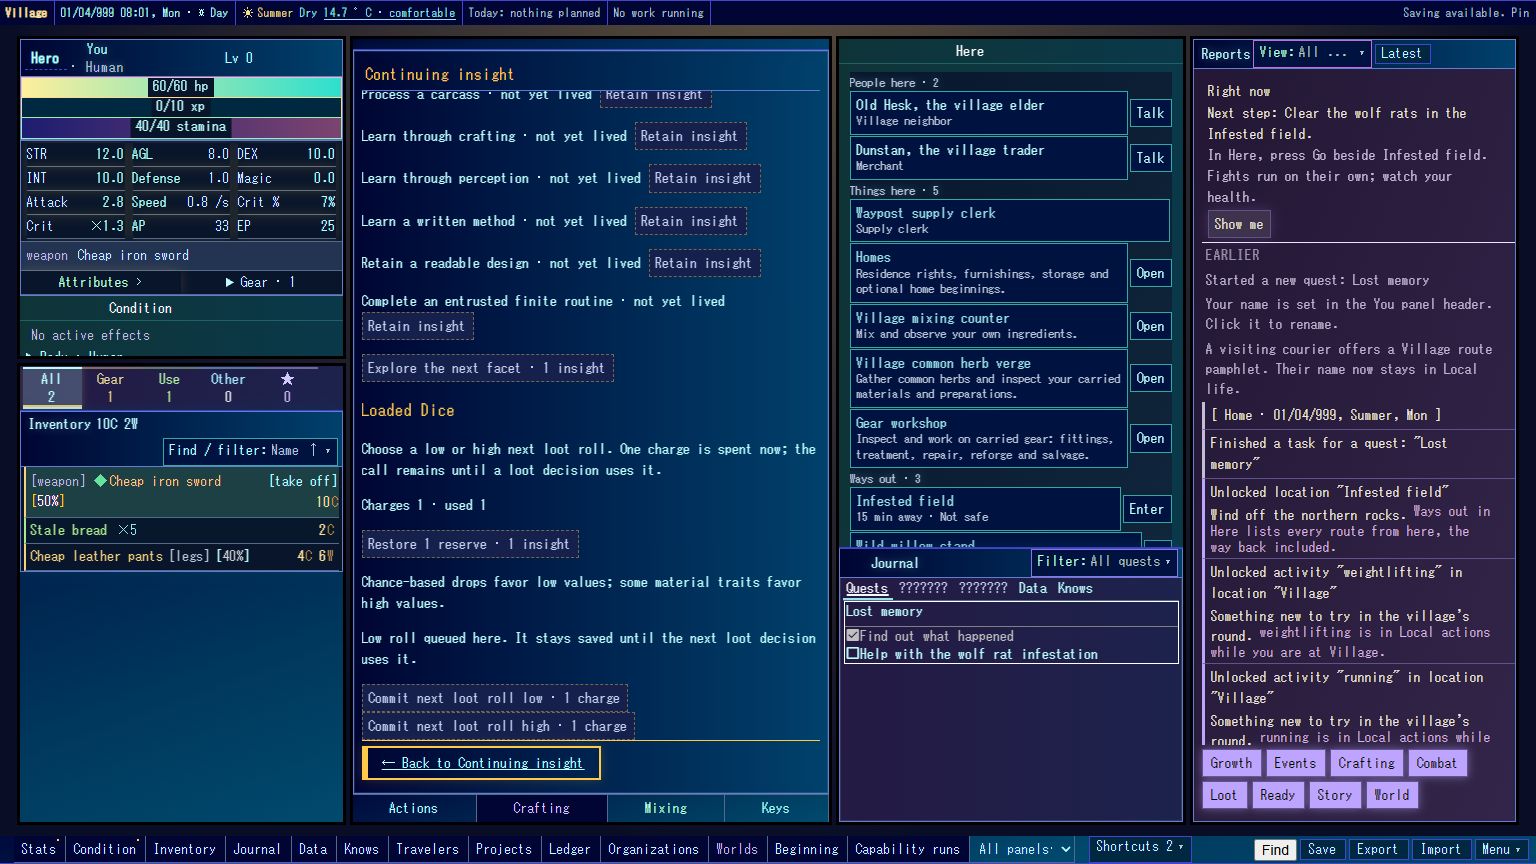 Village 01/04/999 08:01, Mon · ☀ Day ☀ Summer Dry 14.7 ° C · comfortable Today: nothing planned No work running Saving available. Pin
Hero · You Human Lv 0
60/60 hp
0/10 xp
40/40 stamina
STR 12.0 AGL 8.0 DEX 10.0
INT 10.0 Defense 1.0 Magic 0.0
Attack 2.8 Speed 0.8 /s Crit % 7%
Crit ×1.3 AP 33 EP 25
weapon Cheap iron sword
Attributes > ▶ Gear · 1
Condition
No active effects
▶ Body · Human
All Gear Use Other ★
2 1 1 0 0
Inventory 10C 2W
Find / filter: Name ↑ ▾
[weapon] ◆Cheap iron sword [take off]
[50%] 10C
Stale bread ×5 2C
Cheap leather pants [legs] [40%] 4C 6W
Continuing insight
Process a carcass · not yet lived Retain insight
Learn through crafting · not yet lived Retain insight
Learn through perception · not yet lived Retain insight
Learn a written method · not yet lived Retain insight
Retain a readable design · not yet lived Retain insight
Complete an entrusted finite routine · not yet lived
Retain insight
Explore the next facet · 1 insight
Loaded Dice
Choose a low or high next loot roll. One charge is spent now; the
call remains until a loot decision uses it.
Charges 1 · used 1
Restore 1 reserve · 1 insight
Chance-based drops favor low values; some material traits favor
high values.
Low roll queued here. It stays saved until the next loot decision
uses it.
Commit next loot roll low · 1 charge
Commit next loot roll high · 1 charge
← Back to Continuing insight
Actions Crafting Mixing Keys
Here
People here · 2
Old Hesk, the village elder
Village neighbor
Talk
Dunstan, the village trader
Merchant
Talk
Things here · 5
Waypost supply clerk
Supply clerk
Homes
Residence rights, furnishings, storage and
optional home beginnings.
Open
Village mixing counter
Mix and observe your own ingredients.
Open
Village common herb verge
Gather common herbs and inspect your carried
materials and preparations.
Open
Gear workshop
Inspect and work on carried gear: fittings,
treatment, repair, reforge and salvage.
Open
Ways out · 3
Infested field
15 min away · Not safe
Enter
Wild willow stand
Journal Filter: All quests ▾
Quests ??????? ??????? Data Knows
Lost memory
Find out what happened
Help with the wolf rat infestation
Reports View: All ... ▾ Latest
Right now
Next step: Clear the wolf rats in the
Infested field.
In Here, press Go beside Infested field.
Fights run on their own; watch your
health.
Show me
EARLIER
Started a new quest: Lost memory
Your name is set in the You panel header.
Click it to rename.
A visiting courier offers a Village route
pamphlet. Their name now stays in Local
life.
[ Home · 01/04/999, Summer, Mon ]
Finished a task for a quest: "Lost
memory"
Unlocked location "Infested field"
Wind off the northern rocks. Ways out in
Here lists every route from here, the
way back included.
Unlocked activity "weightlifting" in
location "Village"
Something new to try in the village's
round. weightlifting is in Local actions
while you are at Village.
Unlocked activity "running" in location
"Village"
Something new to try in the village's
round. running is in Local actions while
Growth Events Crafting Combat
Loot Ready Story World
Stats Condition Inventory Journal Data Knows Travelers Projects Ledger Organizations Worlds Beginning Capability runs All panels· Shortcuts 2 ▾ Find Save Export Import Menu ▾